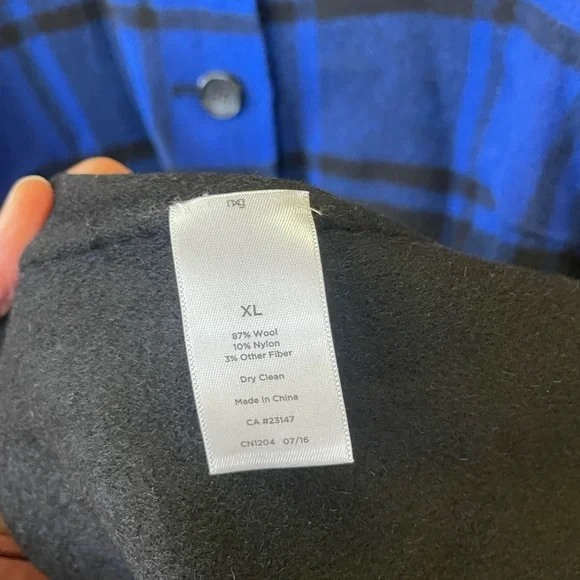 XL
87% Wool
10% Nylon
3% Other Fiber
Dry Clean
Made in China
CA #23147
CN1204 07/16